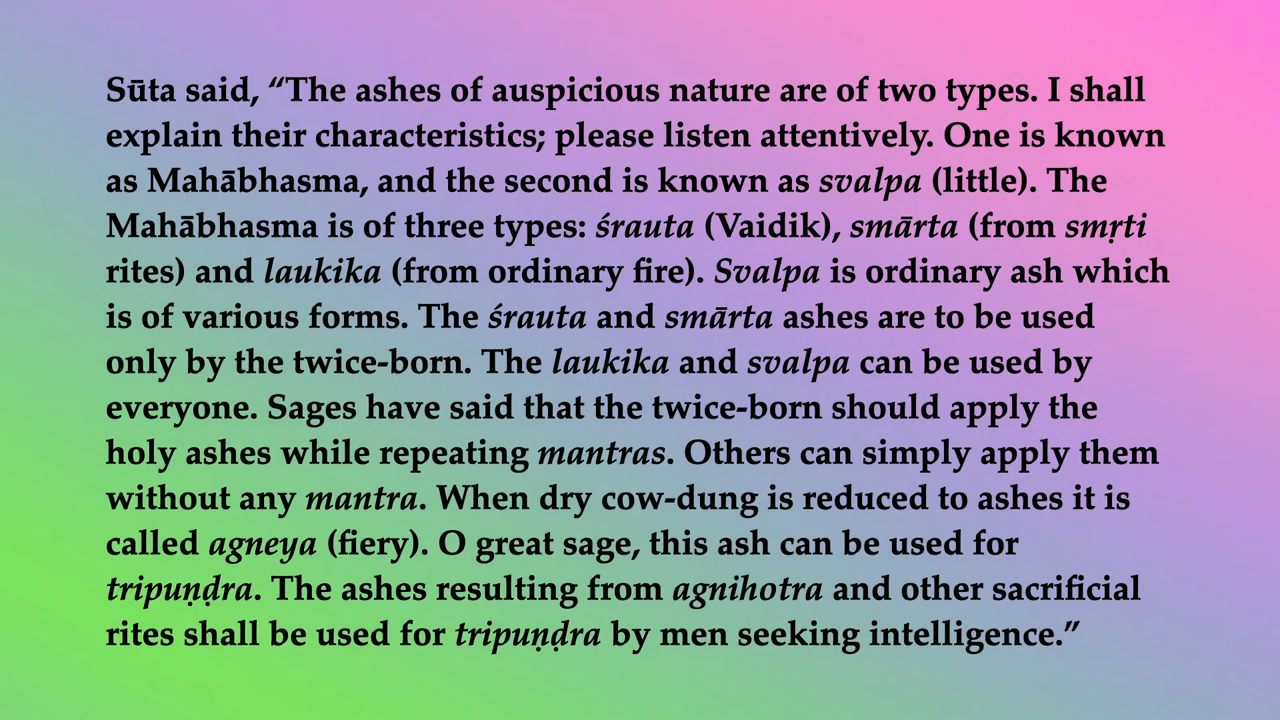 Sūta said, “The ashes of auspicious nature are of two types. I shall
explain their characteristics; please listen attentively. One is known
as Mahābhasma, and the second is known as svalpa (little). The
Mahābhasma is of three types: śrauta (Vaidik), smārta (from smṛti
rites) and laukika (from ordinary fire). Svalpa is ordinary ash which
is of various forms. The śrauta and smārta ashes are to be used
only by the twice-born. The laukika and svalpa can be used by
everyone. Sages have said that the twice-born should apply the
holy ashes while repeating mantras. Others can simply apply them
without any mantra. When dry cow-dung is reduced to ashes it is
called agneya (fiery). O great sage, this ash can be used for
tripuṇḍra. The ashes resulting from agnihotra and other sacrificial
rites shall be used for tripuṇḍra by men seeking intelligence.”